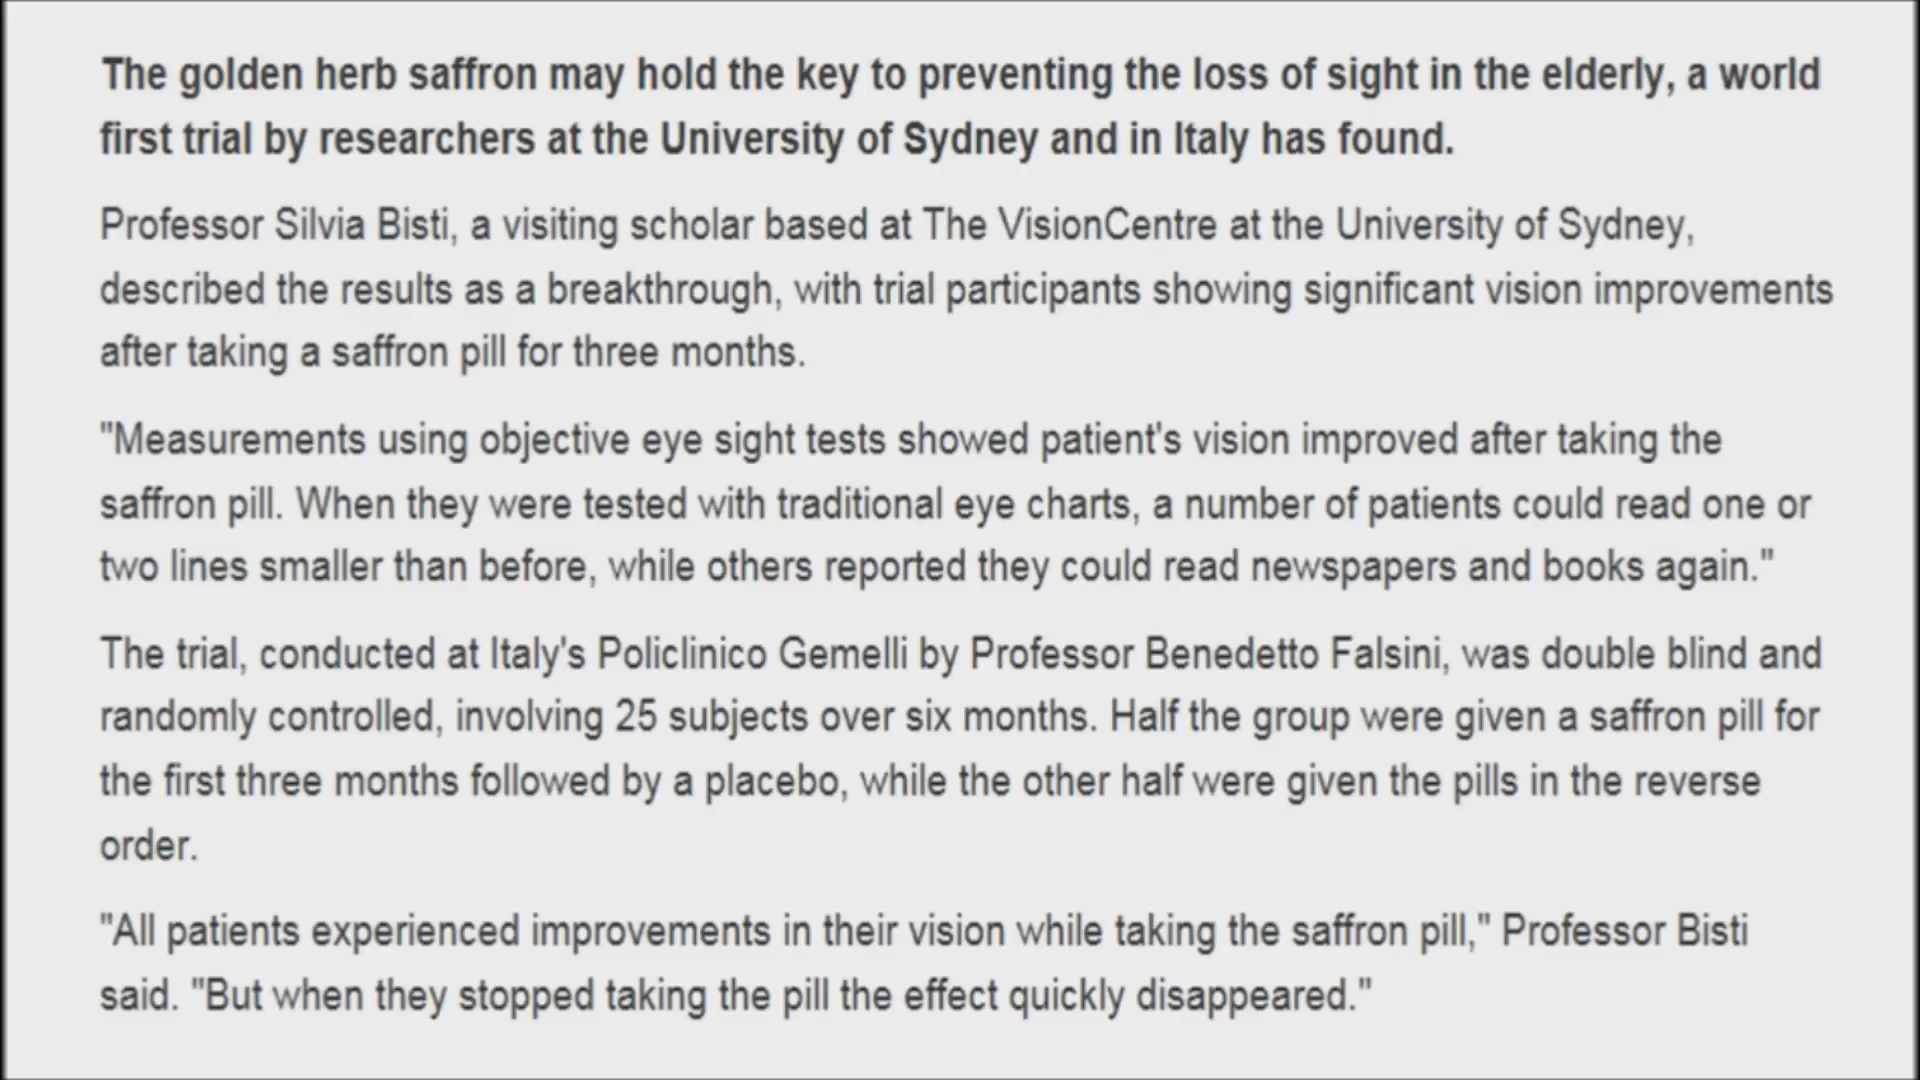 The golden herb saffron may hold the key to preventing the loss of sight in the elderly, a world
first trial by researchers at the University of Sydney and in Italy has found.
Professor Silvia Bisti, a visiting scholar based at The VisionCentre at the University of Sydney,
described the results as a breakthrough, with trial participants showing significant vision improvements
after taking a saffron pill for three months.
"Measurements using objective eye sight tests showed patient's vision improved after taking the
saffron pill. When they were tested with traditional eye charts, a number of patients could read one or
two lines smaller than before, while others reported they could read newspapers and books again."
The trial, conducted at Italy's Policlinico Gemelli by Professor Benedetto Falsini, was double blind and
randomly controlled, involving 25 subjects over six months. Half the group were given a saffron pill for
the first three months followed by a placebo, while the other half were given the pills in the reverse
order.
"All patients experienced improvements in their vision while taking the saffron pill," Professor Bisti
said. "But when they stopped taking the pill the effect quickly disappeared."